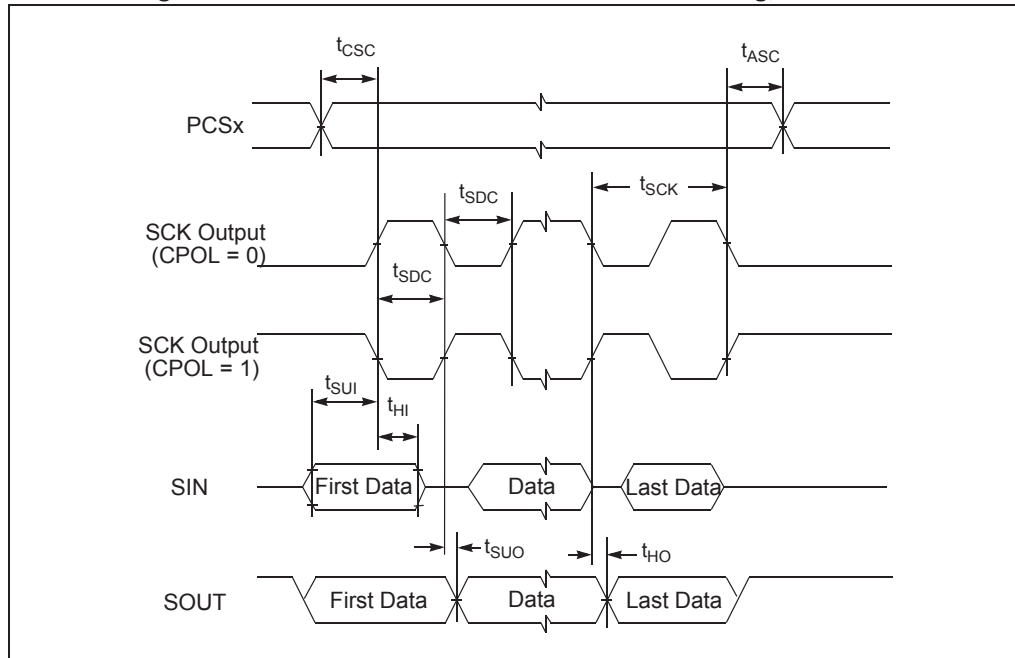 tCSC
tASC
PCSx
tSCK
tSDC
SCK Output
(CPOL = 0)
tSDC
SCK Output
(CPOL = 1)
tSUI
tHI
SIN
First Data
Data
Last Data
tSUO
tHO
SOUT
First Data
Data
Last Data